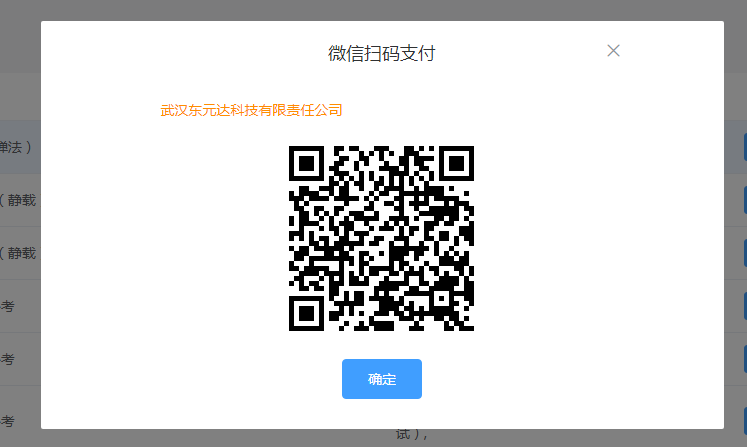 微信扫码支付
武汉东元达科技有限责任公司
弹法）
（静载
（静载
考
考
考
确定
试），